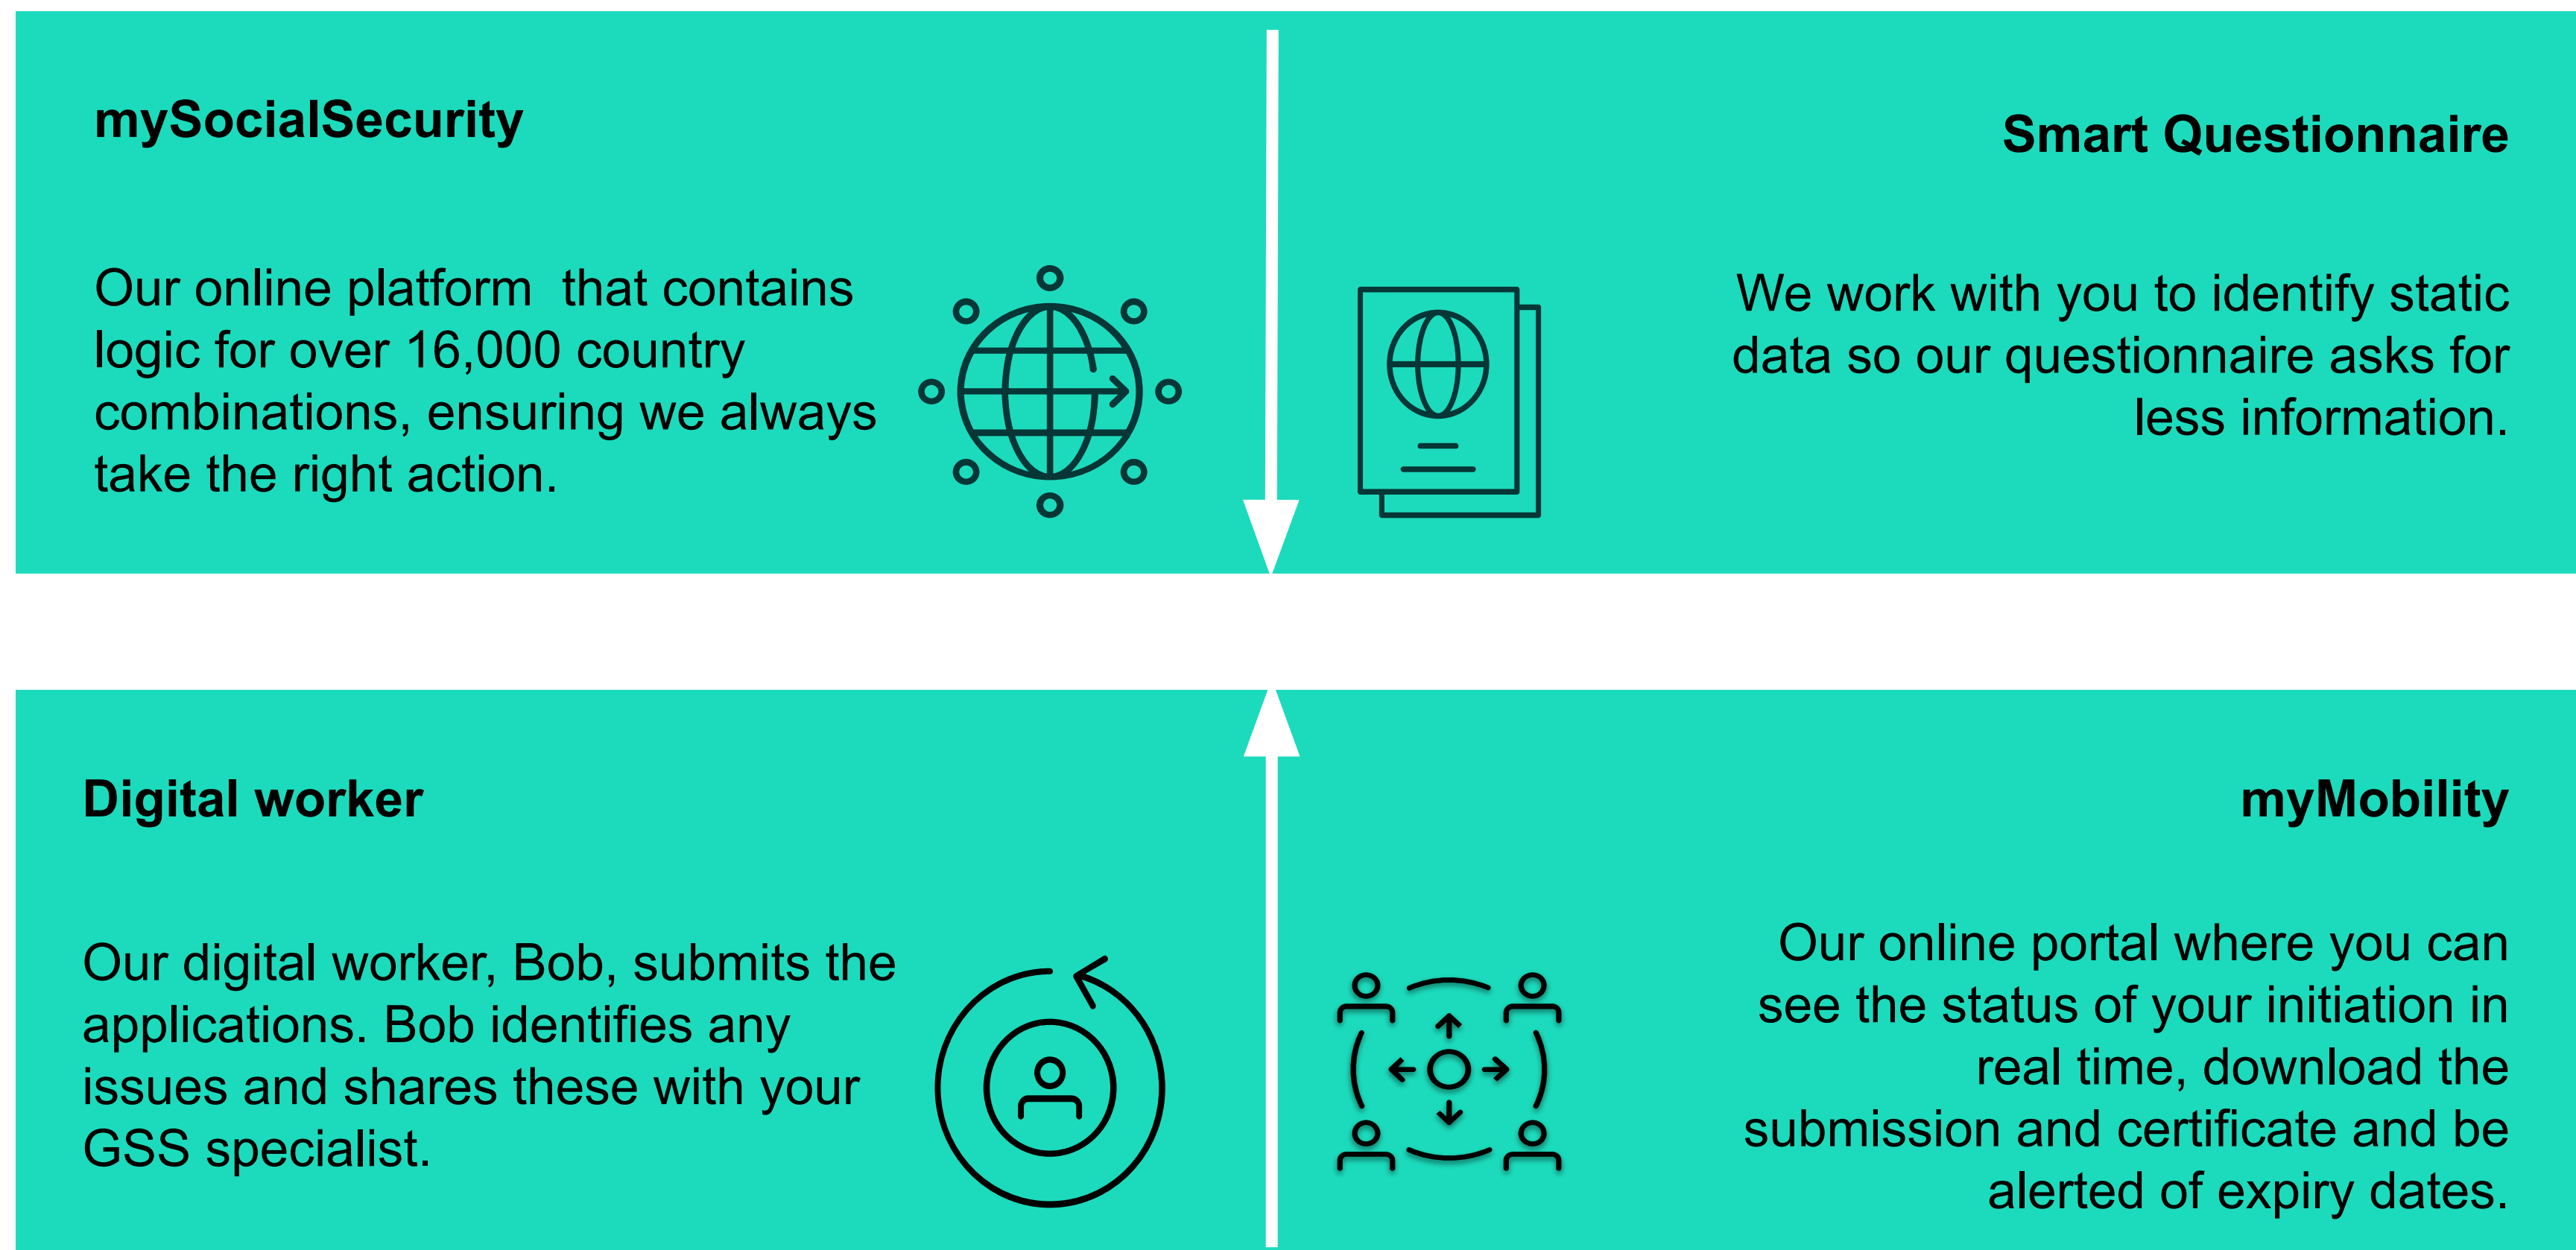 mySocialSecurity
Our online platform  that contains
logic for over 16,000 country
combinations, ensuring we always
take the right action.
Smart Questionnaire
We work with you to identify static
data so our questionnaire asks for
less information.
Digital worker
Our digital worker, Bob, submits the
applications. Bob identifies any
issues and shares these with your
GSS specialist.
myMobility
Our online portal where you can
see the status of your initiation in
real time, download the
submission and certificate and be
alerted of expiry dates.